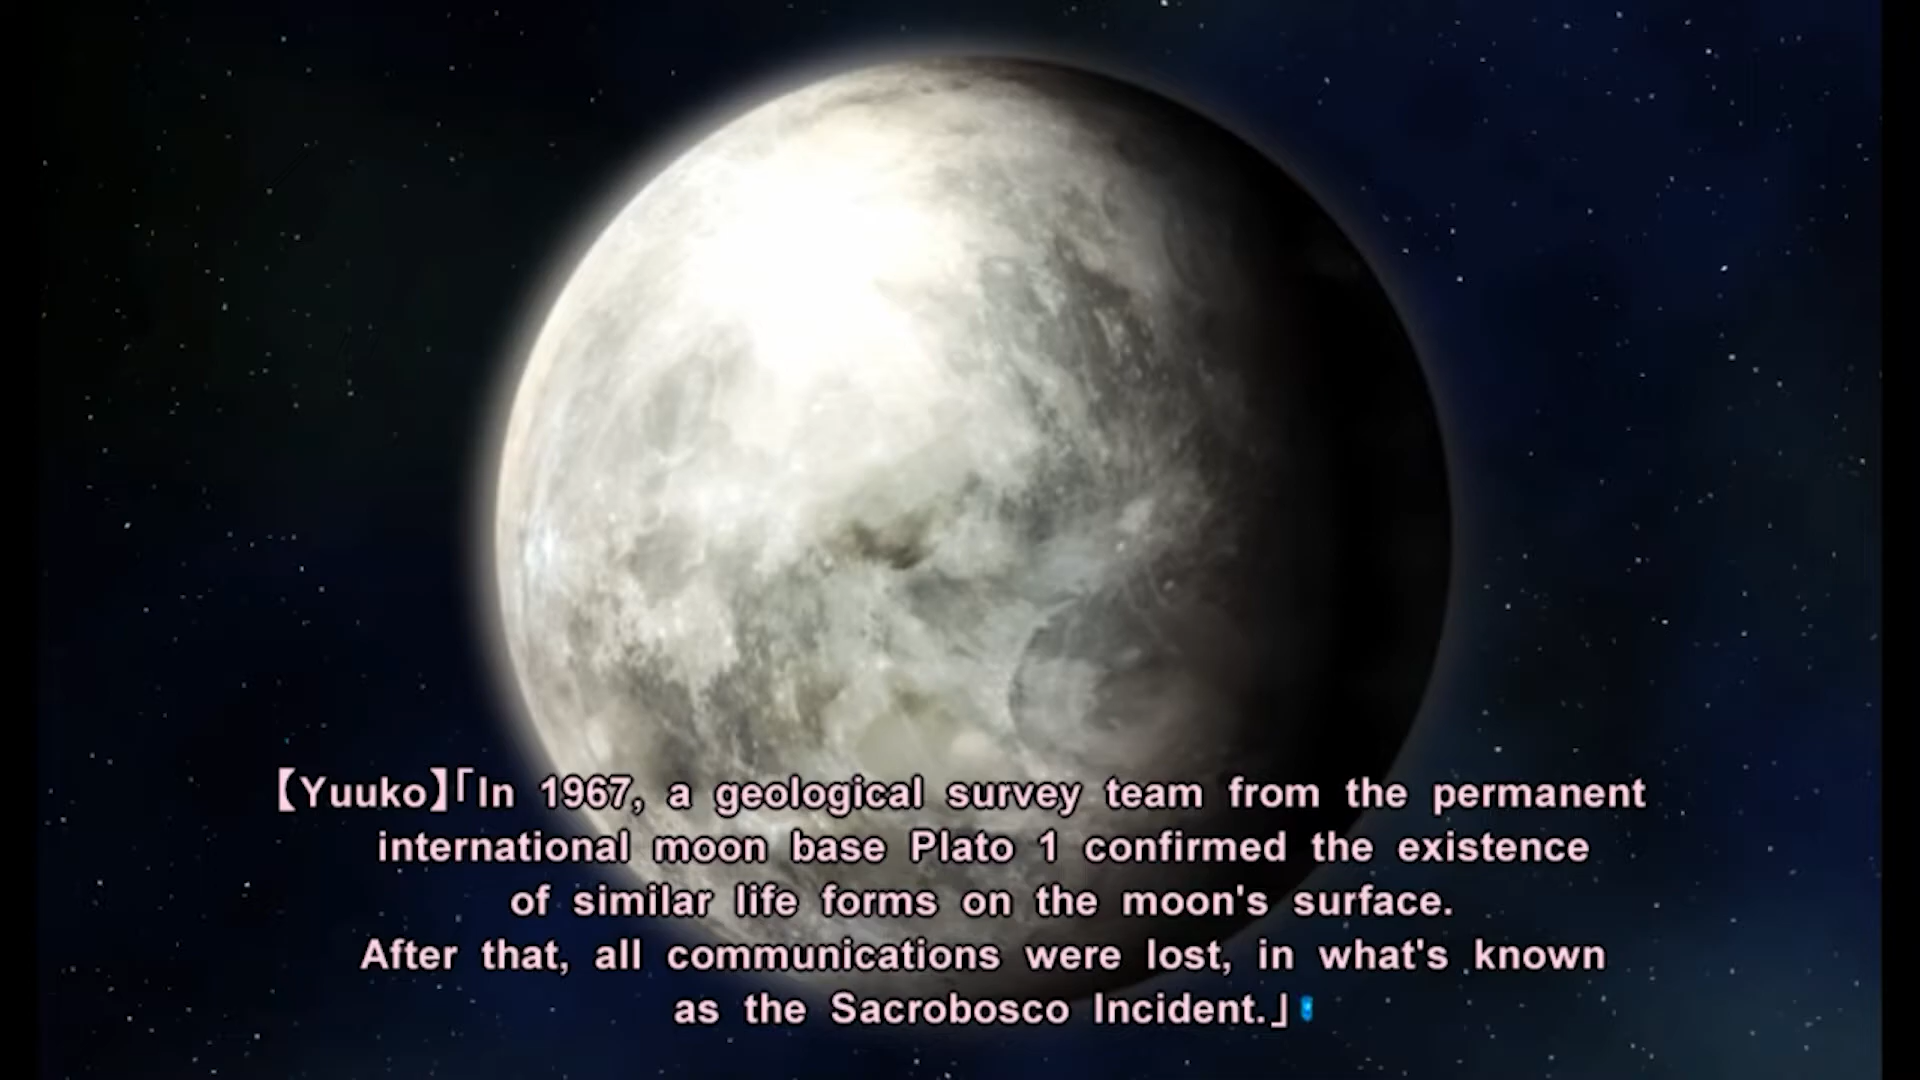 【Yuuko】「In 1967, a geological survey team from the permanent
international moon base Plato 1 confirmed the existence
of similar life forms on the moon's surface.
After that, all communications were lost, in what's known
as the Sacrobosco Incident.」